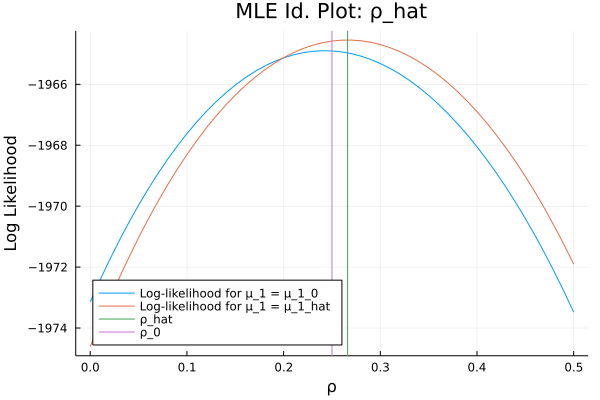 MLE Id. Plot: ρ_hat
Log Likelihood
−1966
−1968
−1970
−1972
−1974
Log-likelihood for μ_1 = μ_1_0
Log-likelihood for μ_1 = μ_1_hat
ρ_hat
ρ_0
0.0 0.1 0.2 0.3 0.4 0.5
ρ